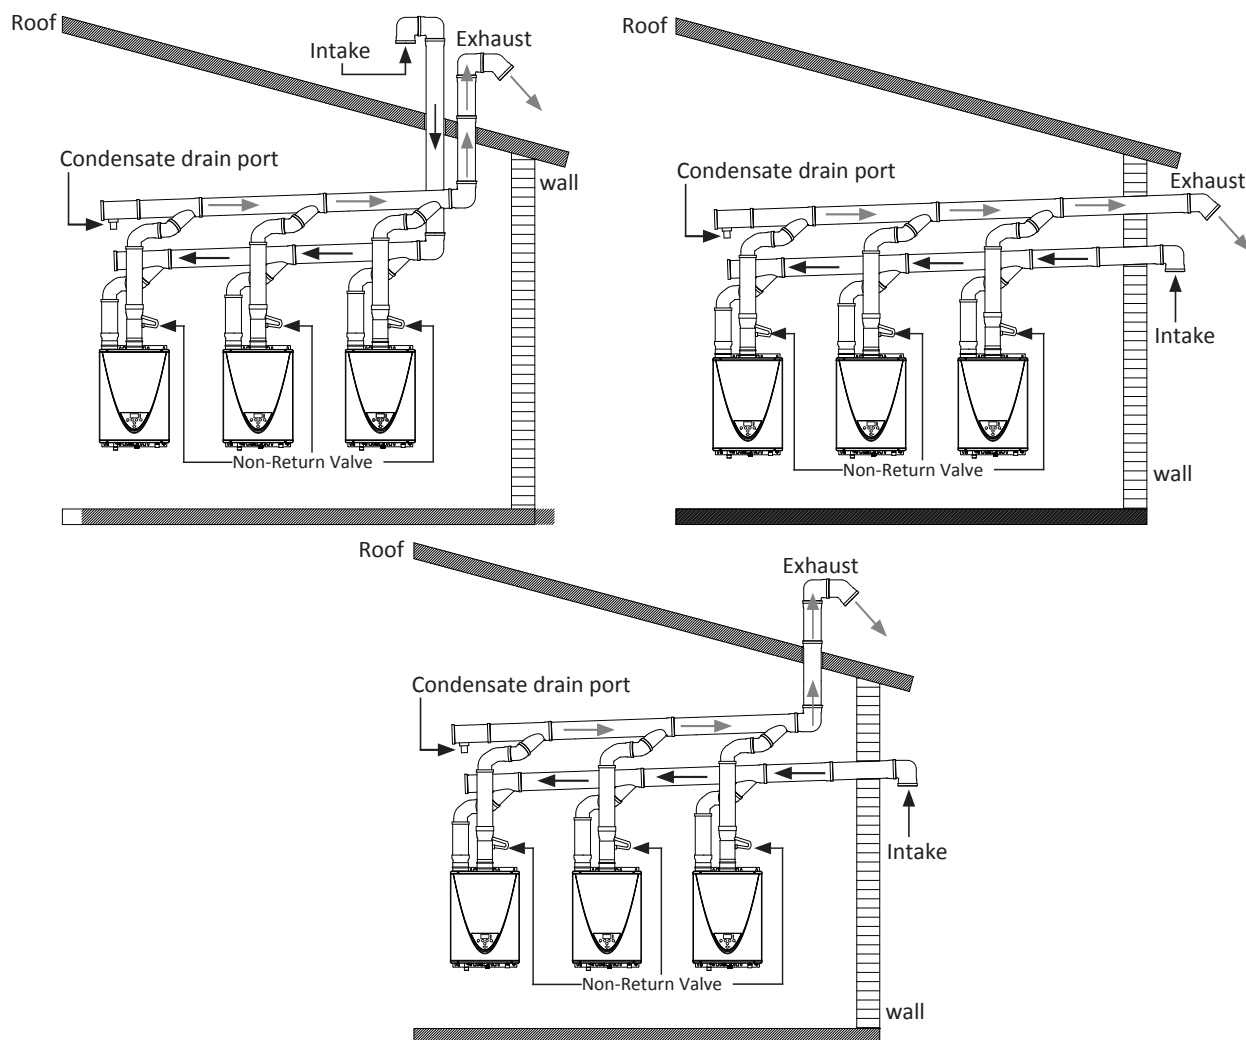 Roof
Intake
Exhaust
Condensate drain port
wall
Non-Return Valve
Roof
Condensate drain port
Exhaust
Intake
Non-Return Valve
wall
Roof
Exhaust
Condensate drain port
Intake
Non-Return Valve
wall